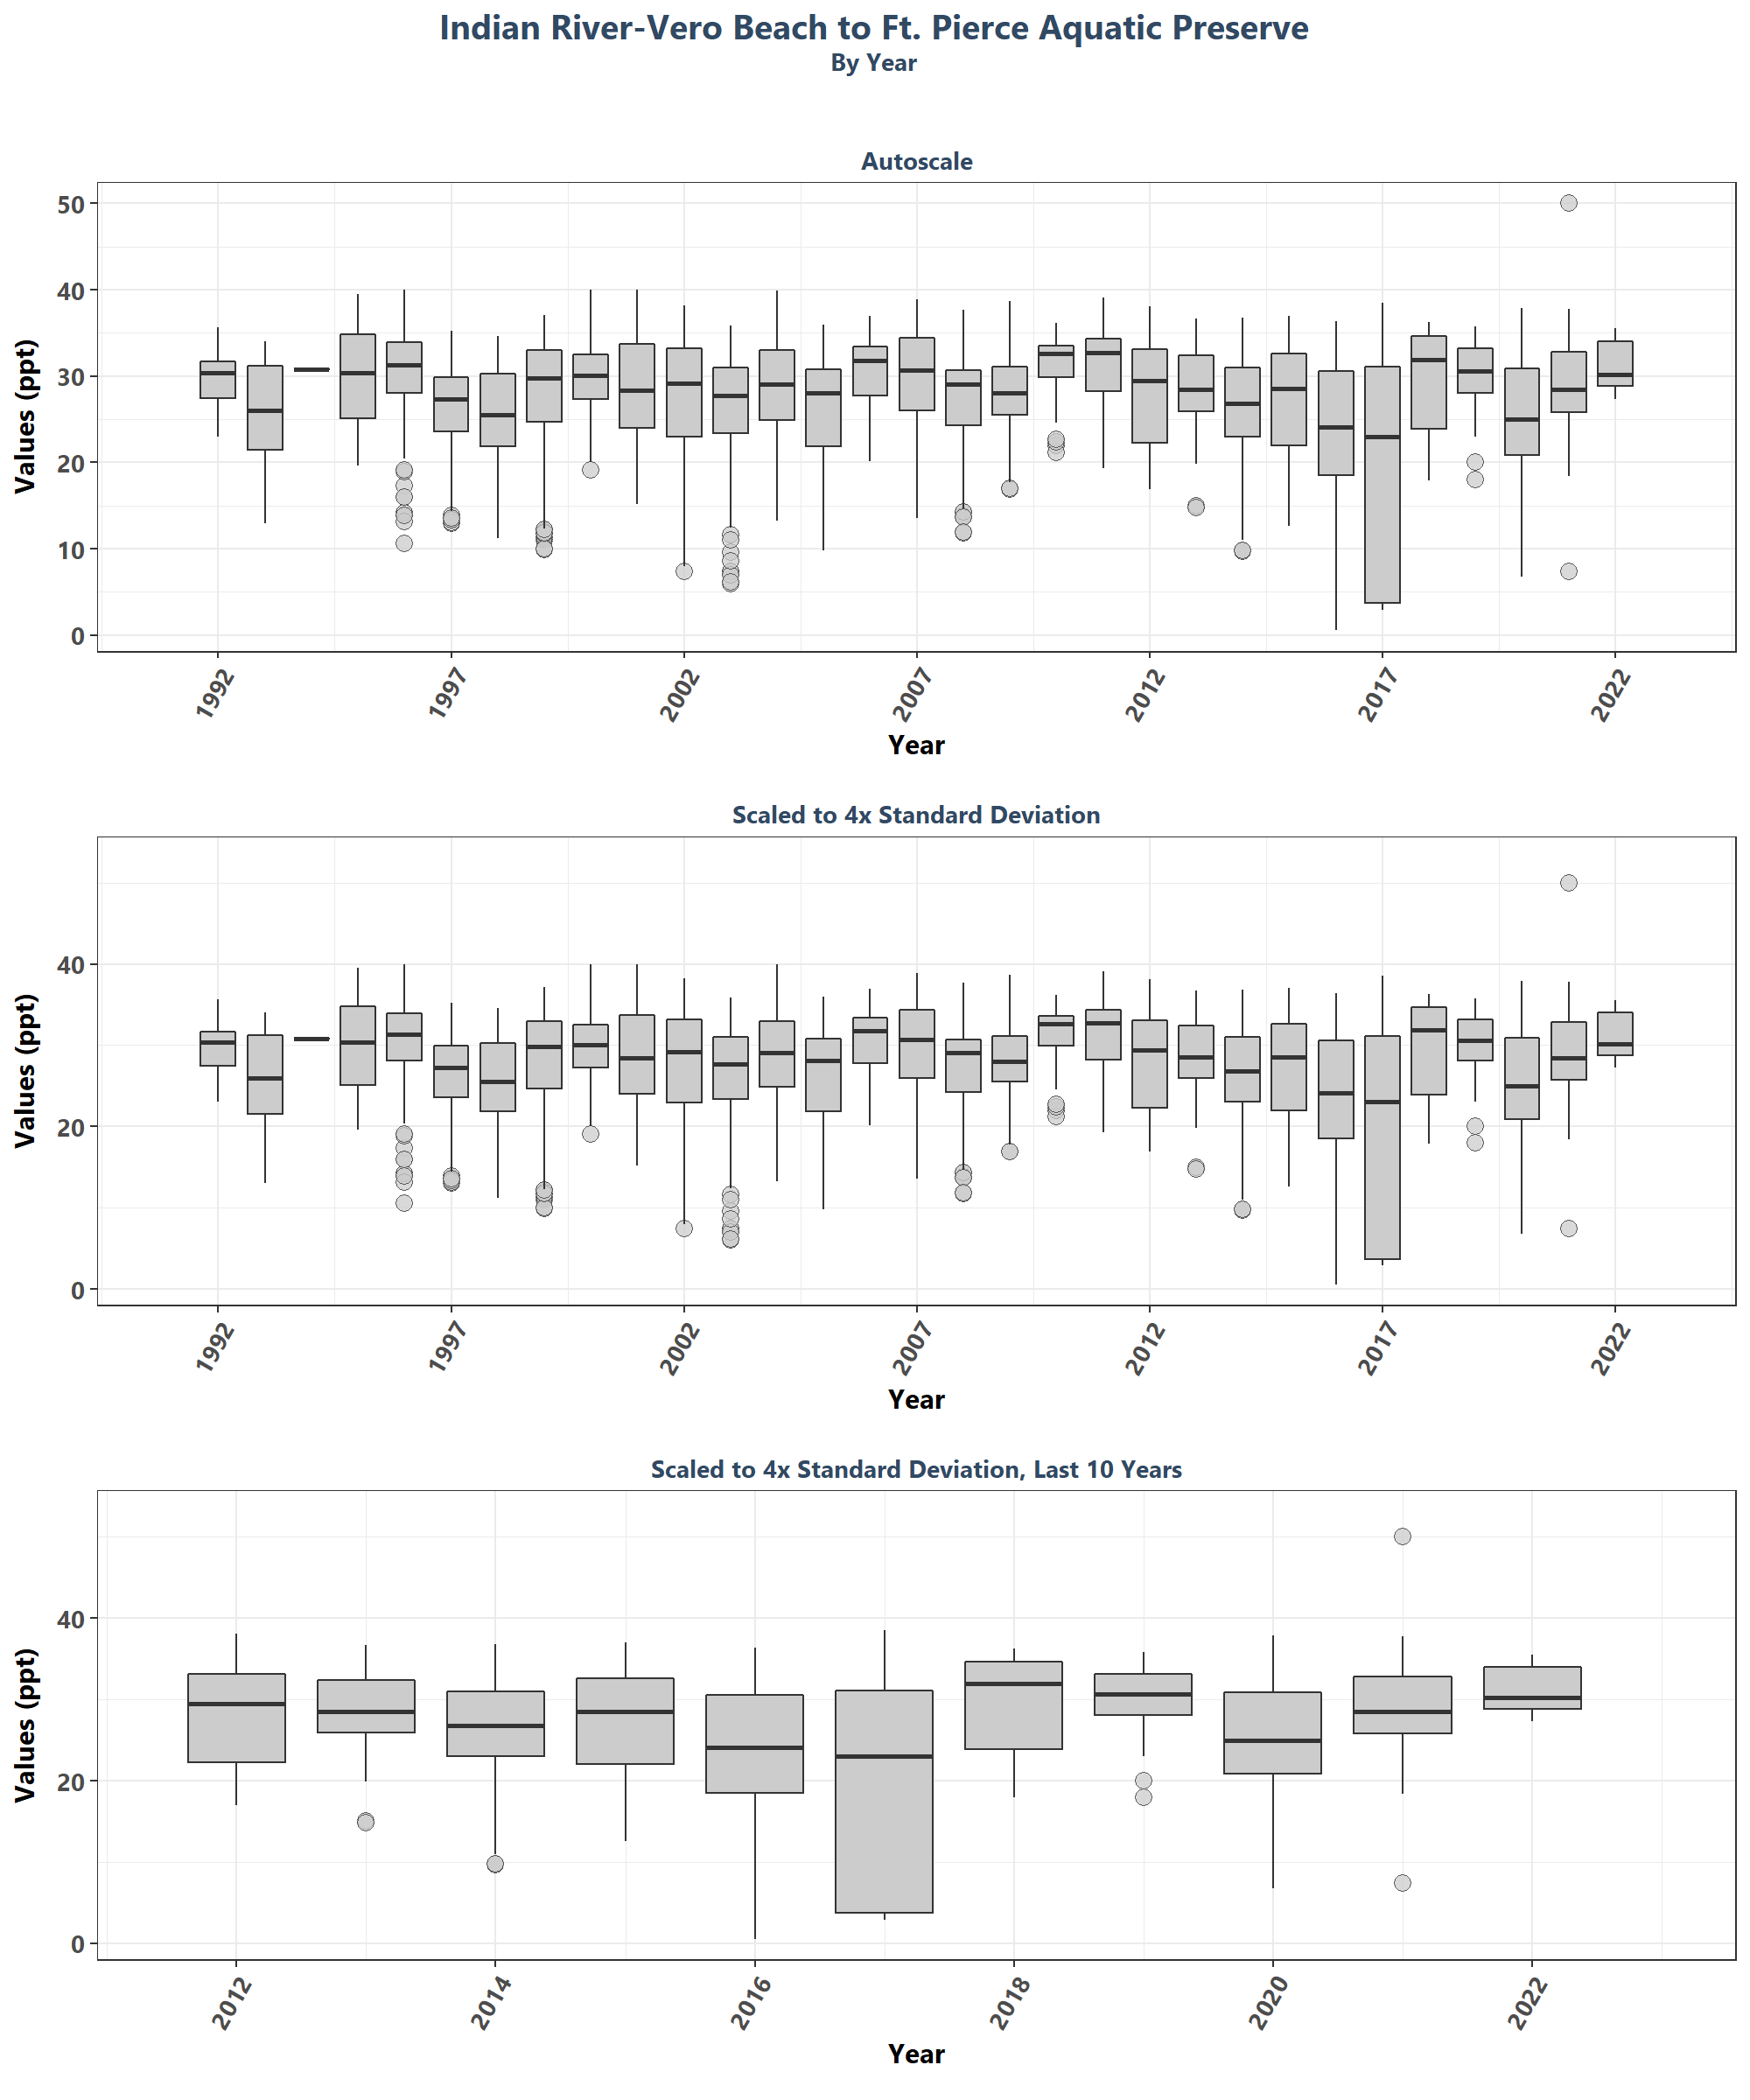 Indian River-Vero Beach to Ft. Pierce Aquatic Preserve
By Year
Autoscale
Values (ppt)
50
40
30
20
10
0
1992 1997 2002 2007 2012 2017 2022
Year
Scaled to 4x Standard Deviation
Values (ppt)
40
20
0
1992 1997 2002 2007 2012 2017 2022
Year
Scaled to 4x Standard Deviation, Last 10 Years
Values (ppt)
40
20
0
2012 2014 2016 2018 2020 2022
Year